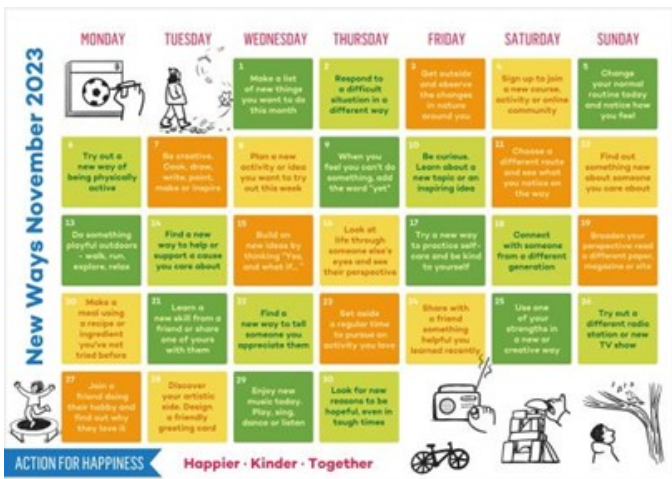 New Ways November 2023
MONDAY TUESDAY WEDNESDAY THURSDAY FRIDAY SATURDAY SUNDAY
1
Make a list
of new things
you want to do
this month
2
Respond to
a difficult
situation in a
different way
3
Get outside
and observe
the changes
in nature
around you
4
Sign up to join
a new course,
activity or online
community
5
Change
your normal
routine today
and notice how
you feel
6
Try out a
new way of
being physically
active
7
Be creative.
Cook, draw,
write, paint,
make or inspire
8
Plan a new
activity or idea
you want to try
out this week
9
When you
feel you can't do
something, add
the word "yet"
10
Be curious.
Learn about a
new topic or an
inspiring idea
11
Choose a
different route
and see what
you notice on
the way
12
Find out
something new
about someone
you care about
13
Do something
playful outdoors
- walk, run,
explore, relax
14
Find a new
way to help or
support a cause
you care about
15
Build on
new ideas by
thinking "Yes,
and what if..."
16
Look at
life through
someone else's
eyes and see
their perspective
17
Try a new way
to practice self-
care and be kind
to yourself
18
Connect
with someone
from a different
generation
19
Broaden your
perspective read
a different paper,
magazine or site
20
Make a
meal using
a recipe or
ingredient
you've not
tried before
21
Learn a
new skill from a
friend or share
one of yours
with them
22
Find a
new way to tell
someone you
appreciate them
23
Set aside
a regular time
to pursue an
activity you love
24
Share with
a friend
something
helpful you
learned recently
25
Use one
of your
strengths in
a new or
creative way
26
Try out a
different radio
station or new
TV show
27
Join a
friend doing
their hobby and
find out why
they love it
28
Discover
your artistic
side. Design
a friendly
greeting card
29
Enjoy new
music today.
Play, sing,
dance or listen
30
Look for new
reasons to be
hopeful, even in
tough times
ACTION FOR HAPPINESS
Happier · Kinder · Together